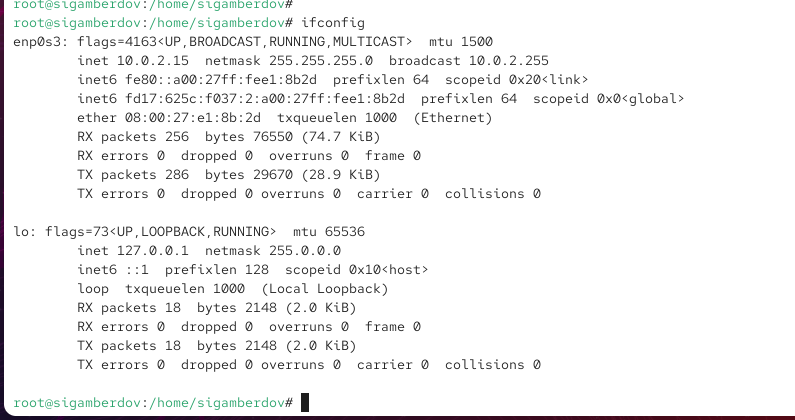 root@sigamberdov:/home/sigamberdov#
root@sigamberdov:/home/sigamberdov# ifconfig
enp0s3: flags=4163<UP,BROADCAST,RUNNING,MULTICAST>  mtu 1500
        inet 10.0.2.15  netmask 255.255.255.0  broadcast 10.0.2.255
        inet6 fe80::a00:27ff:fee1:8b2d  prefixlen 64  scopeid 0x20<link>
        inet6 fd17:625c:f037:2:a00:27ff:fee1:8b2d  prefixlen 64  scopeid 0x0<global>
        ether 08:00:27:e1:8b:2d  txqueuelen 1000  (Ethernet)
        RX packets 256  bytes 76550 (74.7 KiB)
        RX errors 0  dropped 0  overruns 0  frame 0
        TX packets 286  bytes 29670 (28.9 KiB)
        TX errors 0  dropped 0 overruns 0  carrier 0  collisions 0

lo: flags=73<UP,LOOPBACK,RUNNING>  mtu 65536
        inet 127.0.0.1  netmask 255.0.0.0
        inet6 ::1  prefixlen 128  scopeid 0x10<host>
        loop  txqueuelen 1000  (Local Loopback)
        RX packets 18  bytes 2148 (2.0 KiB)
        RX errors 0  dropped 0  overruns 0  frame 0
        TX packets 18  bytes 2148 (2.0 KiB)
        TX errors 0  dropped 0 overruns 0  carrier 0  collisions 0

root@sigamberdov:/home/sigamberdov#